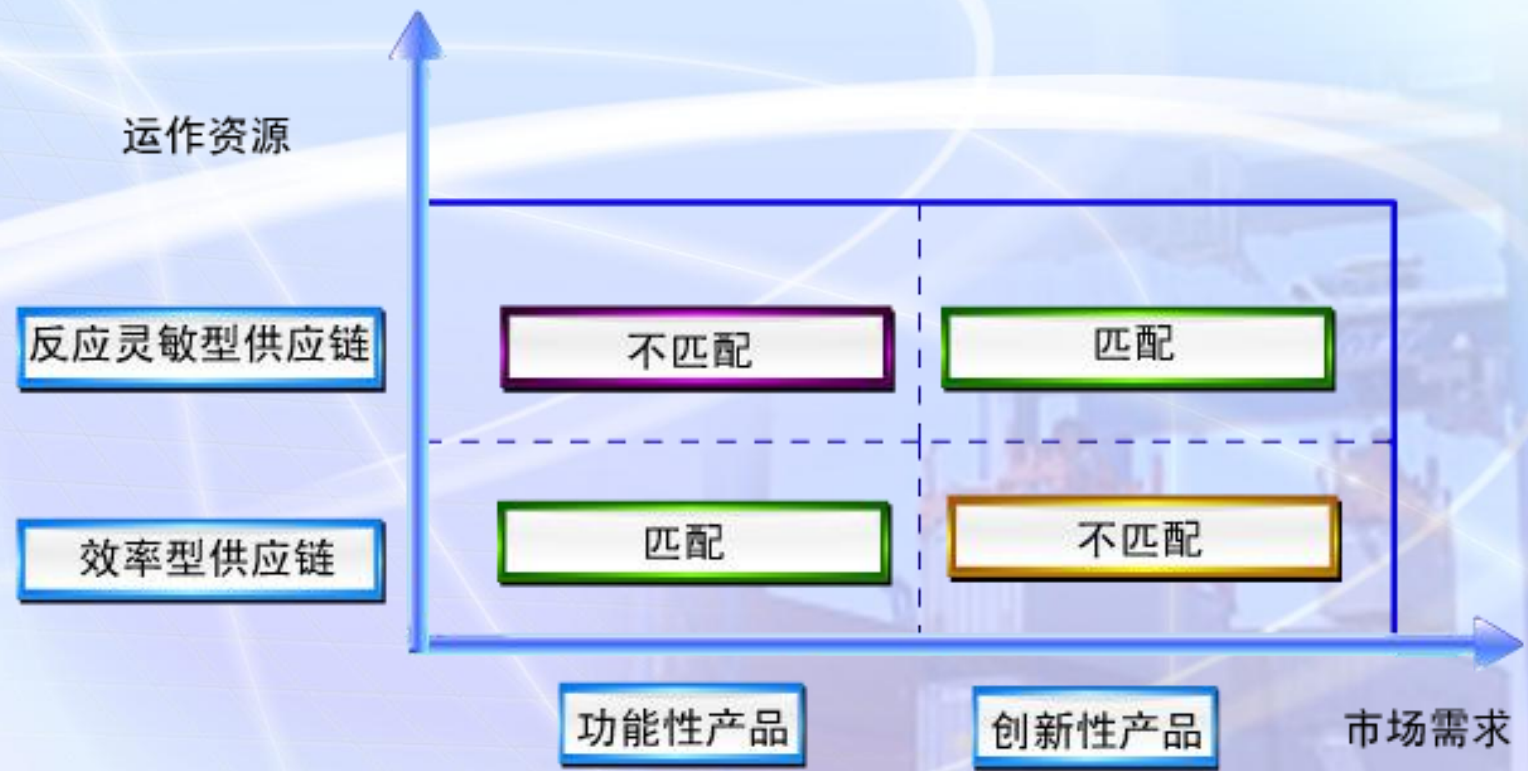 运作资源
反应灵敏型供应链
不匹配
匹配
效率型供应链
匹配
不匹配
功能性产品
创新性产品
市场需求